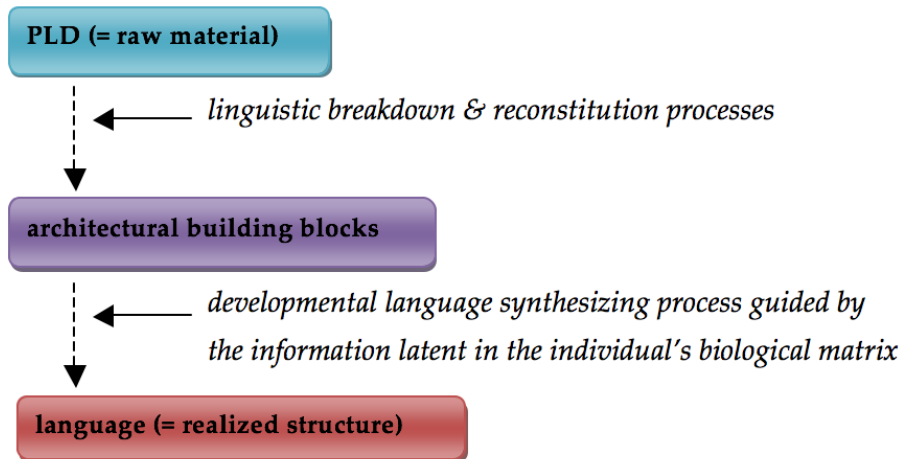 PLD (= raw material)
linguistic breakdown & reconstitution processes
architectural building blocks
developmental language synthesizing process guided by
the information latent in the individual's biological matrix
language (= realized structure)